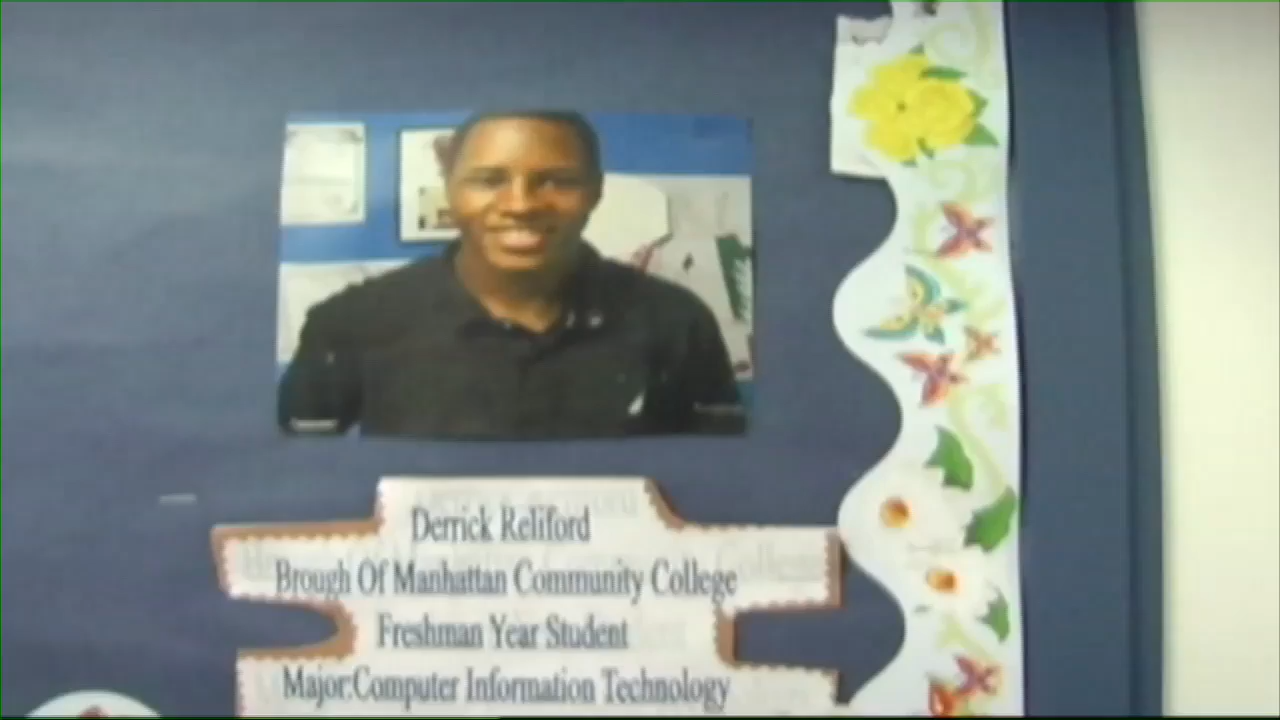 Derrick Reliford
Brough Of Manhattan Community College
Freshman Year Student
Major:Computer Information Technology